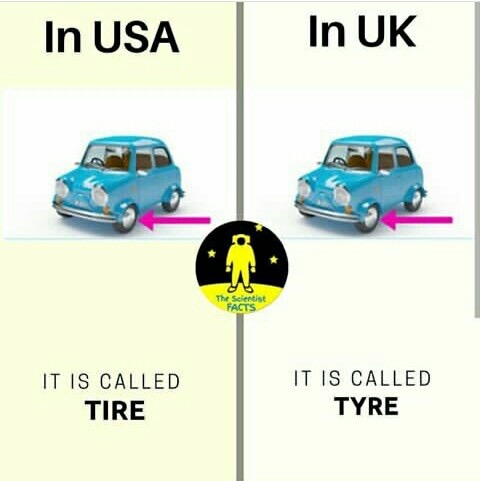 In USA
In UK
The Scientist
FACTS
IT IS CALLED
TIRE
IT IS CALLED
TYRE